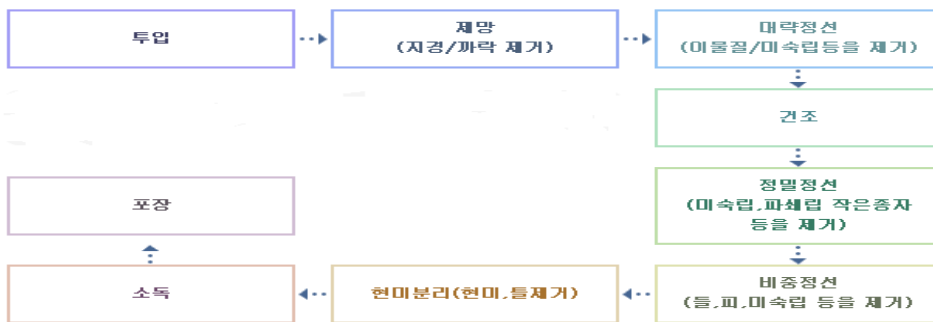 투입
제망
(지경/까락 제거)
대략정선
(이물질/미숙립등을 제거)
건조
정밀정선
(미숙립,파쇄립 작은종자
등을 제거)
비중정선
(돌,피,미숙립 등을 제거)
현미분리(현미,틀제거)
소독
포장